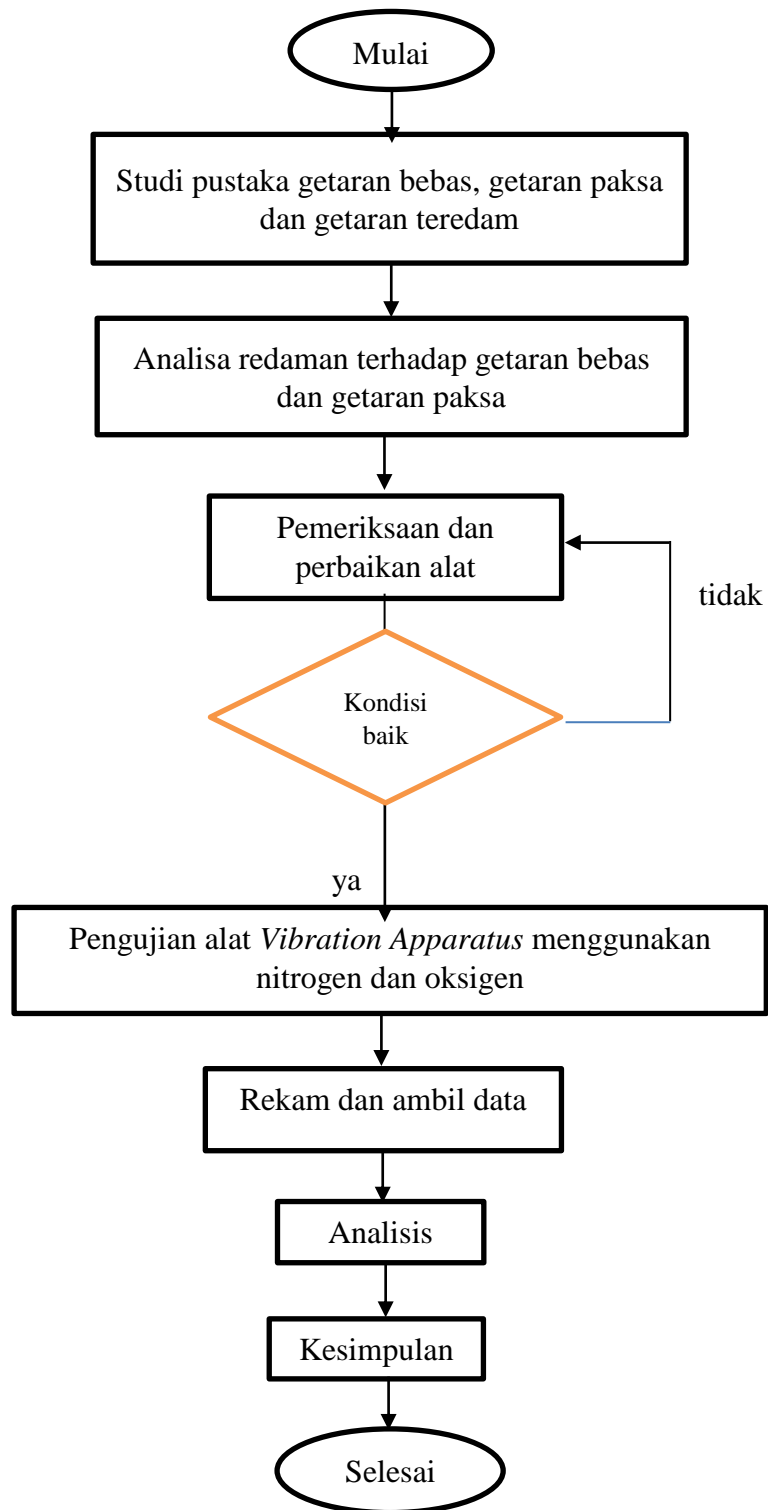 Mulai
Studi pustaka getaran bebas, getaran paksa
dan getaran teredam
Analisa redaman terhadap getaran bebas
dan getaran paksa
Pemeriksaan dan
perbaikan alat
tidak
Kondisi
baik
ya
Pengujian alat Vibration Apparatus menggunakan
nitrogen dan oksigen
Rekam dan ambil data
Analisis
Kesimpulan
Selesai